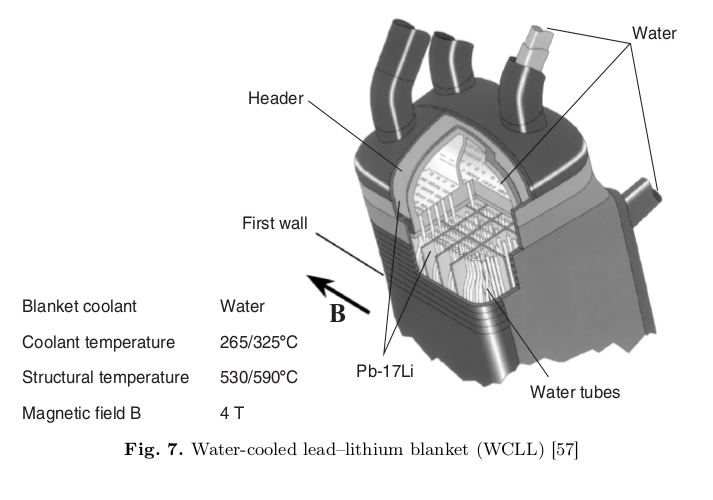 Water
Header
First wall
B
Blanket coolant Water
Coolant temperature 265/325°C
Structural temperature 530/590°C
Magnetic field B 4 T
Pb-17Li
Water tubes
Fig. 7. Water-cooled lead–lithium blanket (WCLL) [57]